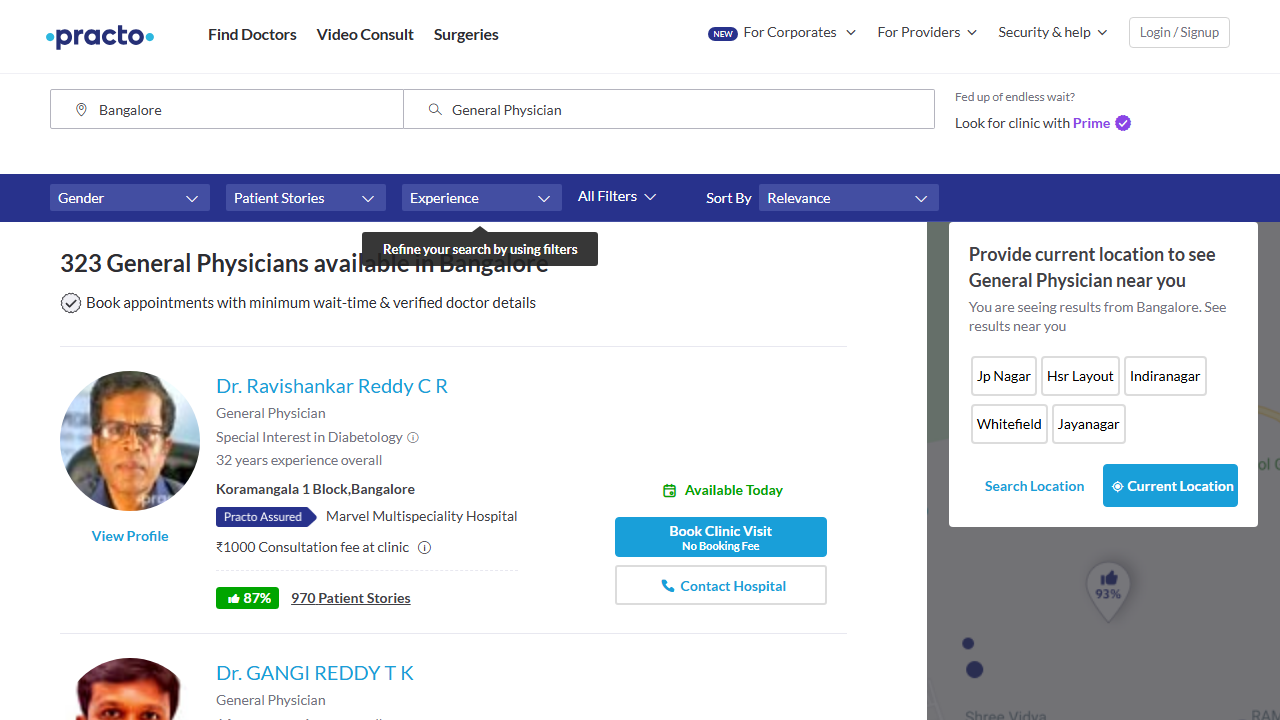 practo
Find Doctors
Video Consult
Surgeries
NEW For Corporates
For Providers
Security & help
Login / Signup
Bangalore
General Physician
Fed up of endless wait?
Look for clinic with Prime
Gender
Patient Stories
Experience
All Filters
Sort By
Relevance
Refine your search by using filters
323 General Physicians available in Bangalore
Book appointments with minimum wait-time & verified doctor details
Dr. Ravishankar Reddy C R
General Physician
Special Interest in Diabetology
32 years experience overall
Koramangala 1 Block,Bangalore
Practo Assured Marvel Multispeciality Hospital
₹1000 Consultation fee at clinic
87% 970 Patient Stories
View Profile
Available Today
Book Clinic Visit
No Booking Fee
Contact Hospital
Dr. GANGI REDDY T K
General Physician
Provide current location to see
General Physician near you
You are seeing results from Bangalore. See
results near you
Jp Nagar
Hsr Layout
Indiranagar
Whitefield
Jayanagar
Search Location
Current Location
93%
Shree Vidya